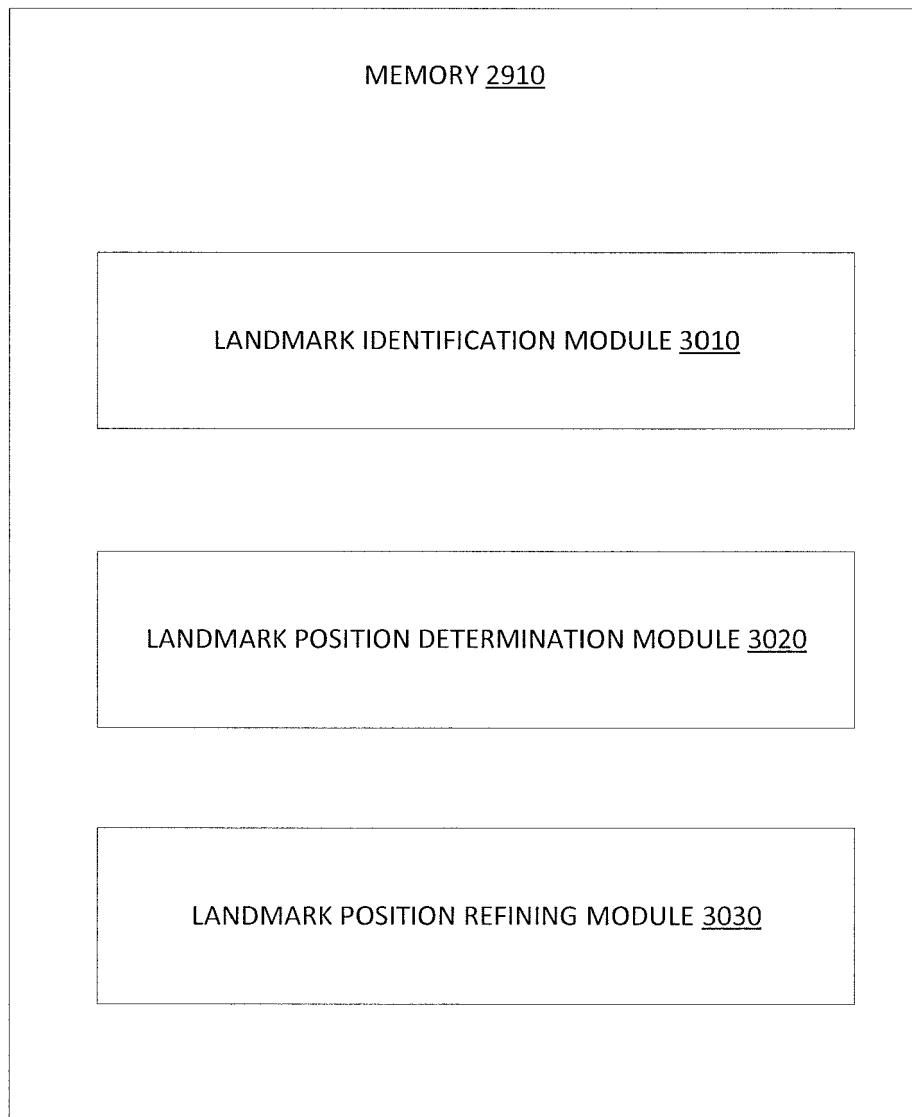 MEMORY 2910
LANDMARK IDENTIFICATION MODULE 3010
LANDMARK POSITION DETERMINATION MODULE 3020
LANDMARK POSITION REFINING MODULE 3030